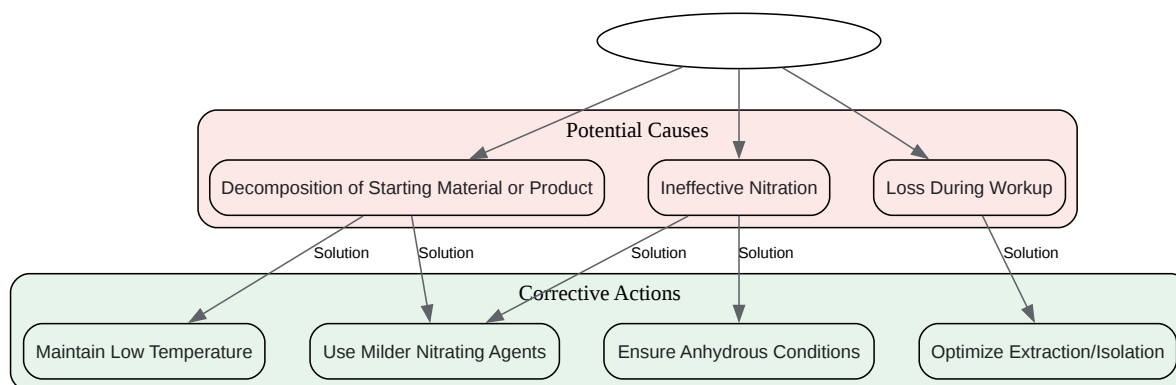 Potential Causes
Decomposition of Starting Material or Product
Ineffective Nitration
Loss During Workup
Solution
Solution
Solution
Solution
Solution
Corrective Actions
Maintain Low Temperature
Use Milder Nitrating Agents
Ensure Anhydrous Conditions
Optimize Extraction/Isolation